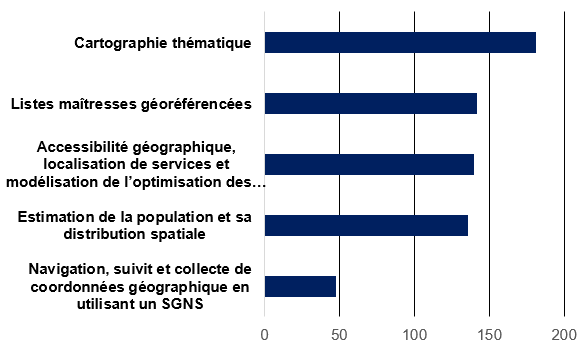 Cartographie thématique
Listes maîtresses géoréférencées
Accessibilité géographique,
localisation de services et
modélisation de l'optimisation des…
Estimation de la population et sa
distribution spatiale
Navigation, suivit et collecte de
coordonnées géographique en
utilisant un SGNS
0 50 100 150 200